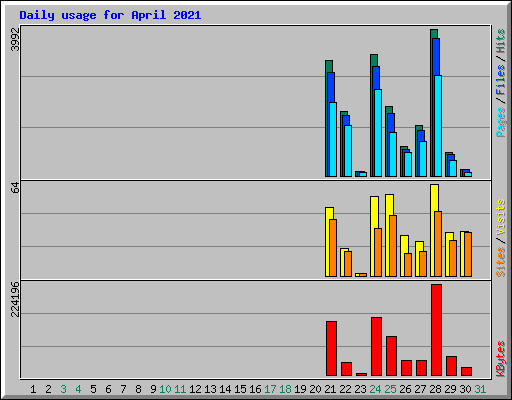 Daily usage for April 2021
3992
Pages / Files / Hits
64
Sites / Visits
224196
KBytes
1 2 3 4 5 6 7 8 9 10 11 12 13 14 15 16 17 18 19 20 21 22 23 24 25 26 27 28 29 30 31